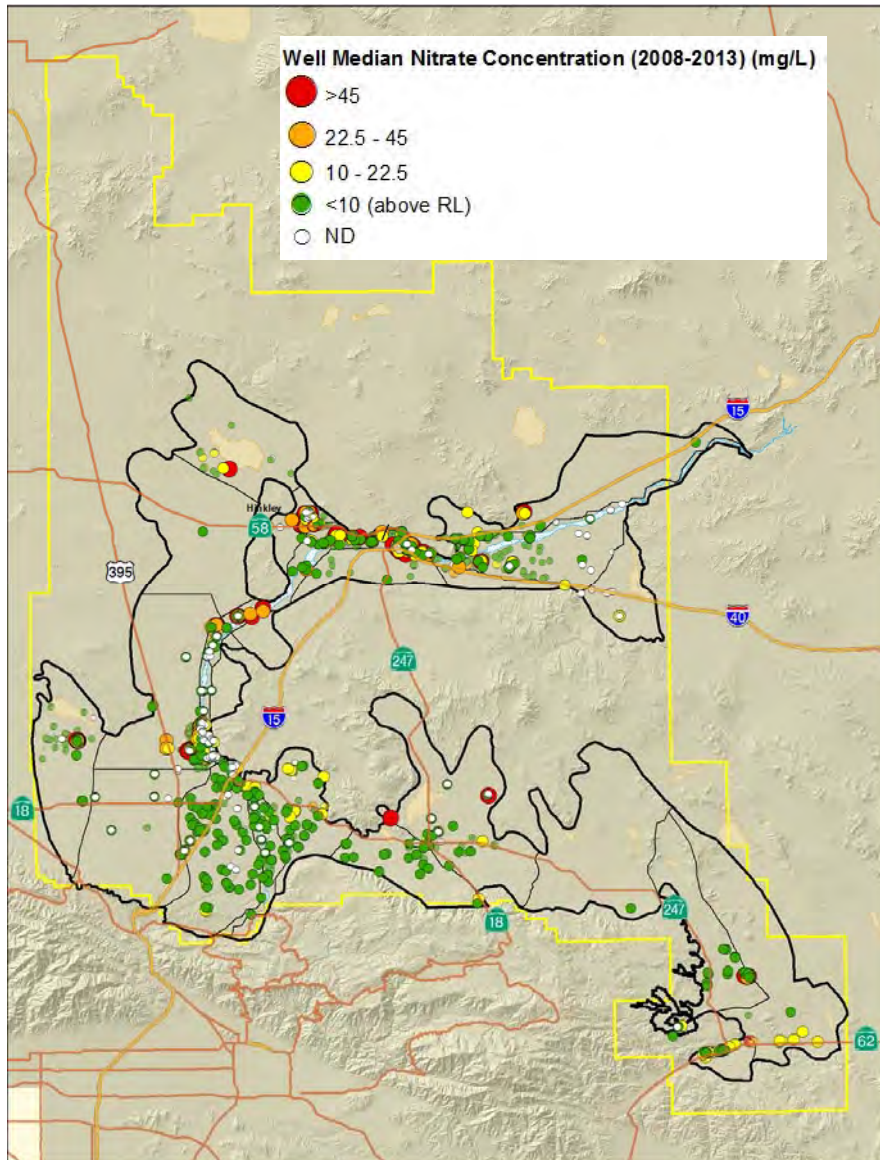 Well Median Nitrate Concentration (2008-2013) (mg/L)
>45
22.5 - 45
10 - 22.5
<10 (above RL)
ND
15
Hinkley
58
395
40
247
15
18
247
18
62